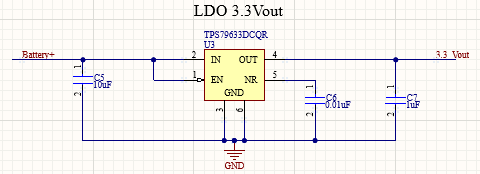 LDO 3.3Vout
TPS79633DCQR
U3
Battery+
2 IN OUT 4
3.3_Vout
1 EN NR 5
GND
3 6
1 C5
10uF
2
1 C6
0.01uF
2
1 C7
1uF
2
GND